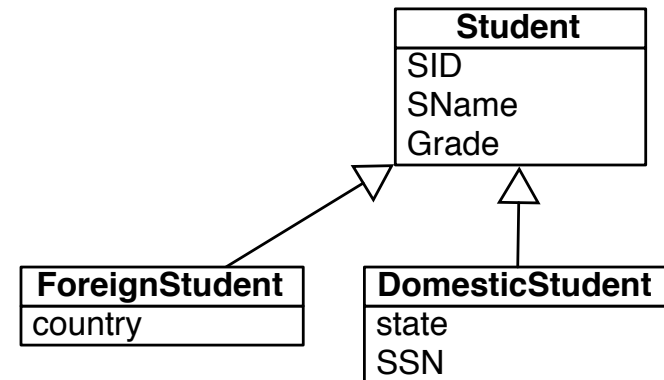 Student
SID
SName
Grade
ForeignStudent
country
DomesticStudent
state
SSN